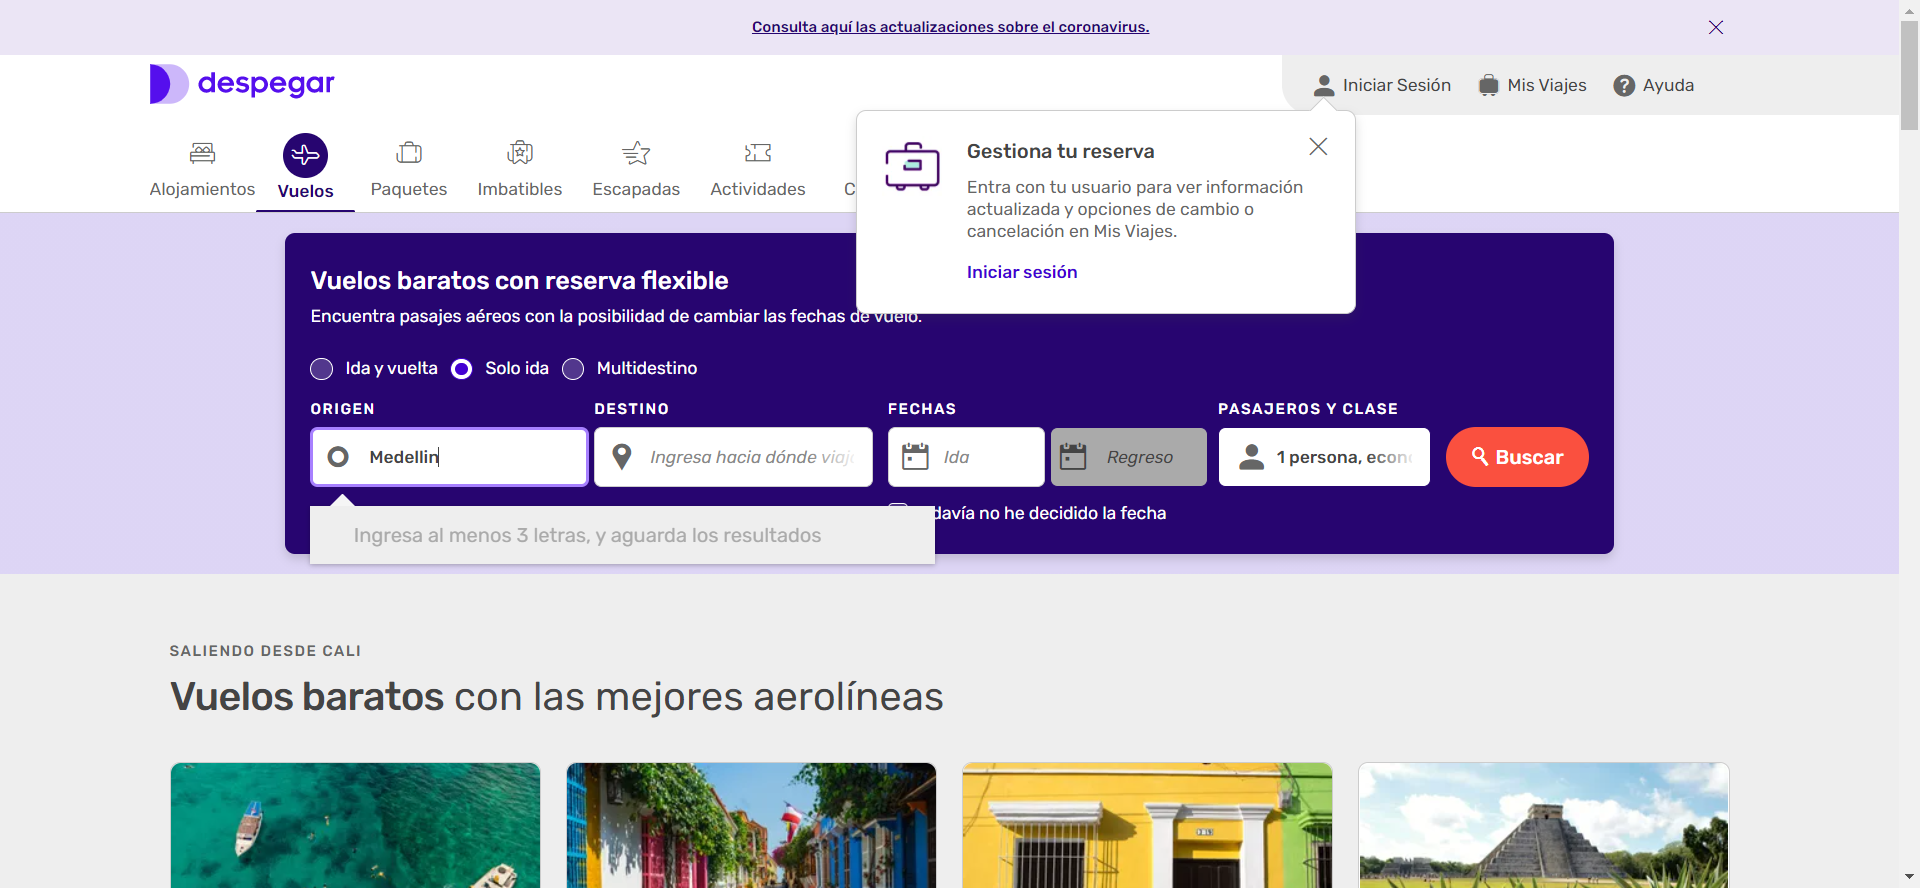 Consulta aquí las actualizaciones sobre el coronavirus.
despegar
Iniciar Sesión
Mis Viajes
Ayuda
Alojamientos
Vuelos
Paquetes
Imbatibles
Escapadas
Actividades
C
Gestiona tu reserva
Entra con tu usuario para ver información
actualizada y opciones de cambio o
cancelación en Mis Viajes.
Iniciar sesión
Vuelos baratos con reserva flexible
Encuentra pasajes aéreos con la posibilidad de cambiar las fechas de vuelo.
Ida y vuelta
Solo ida
Multidestino
ORIGEN
DESTINO
FECHAS
PASAJEROS Y CLASE
Medellin
Ingresa hacia dónde viaj
Ida
Regreso
1 persona, econ
Buscar
davía no he decidido la fecha
Ingresa al menos 3 letras, y aguarda los resultados
SALIENDO DESDE CALI
Vuelos baratos con las mejores aerolíneas